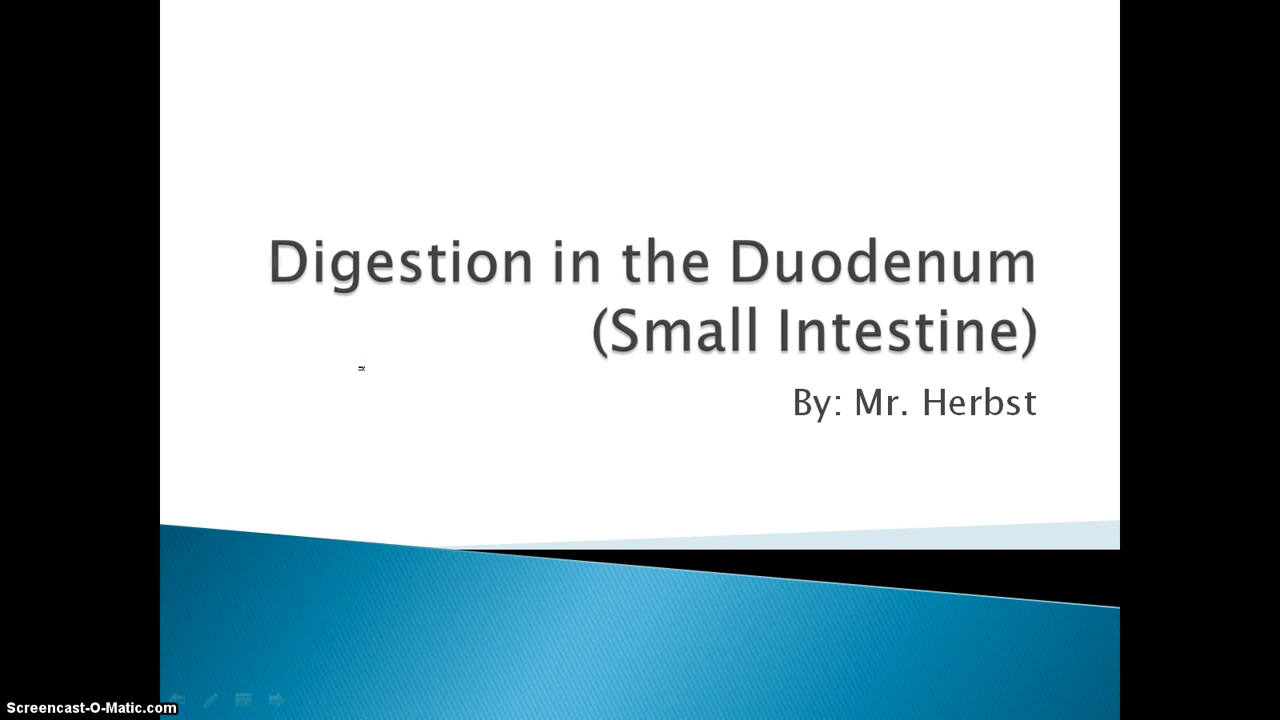 Digestion in the Duodenum
(Small Intestine)
By: Mr. Herbst
Screencast-O-Matic.com